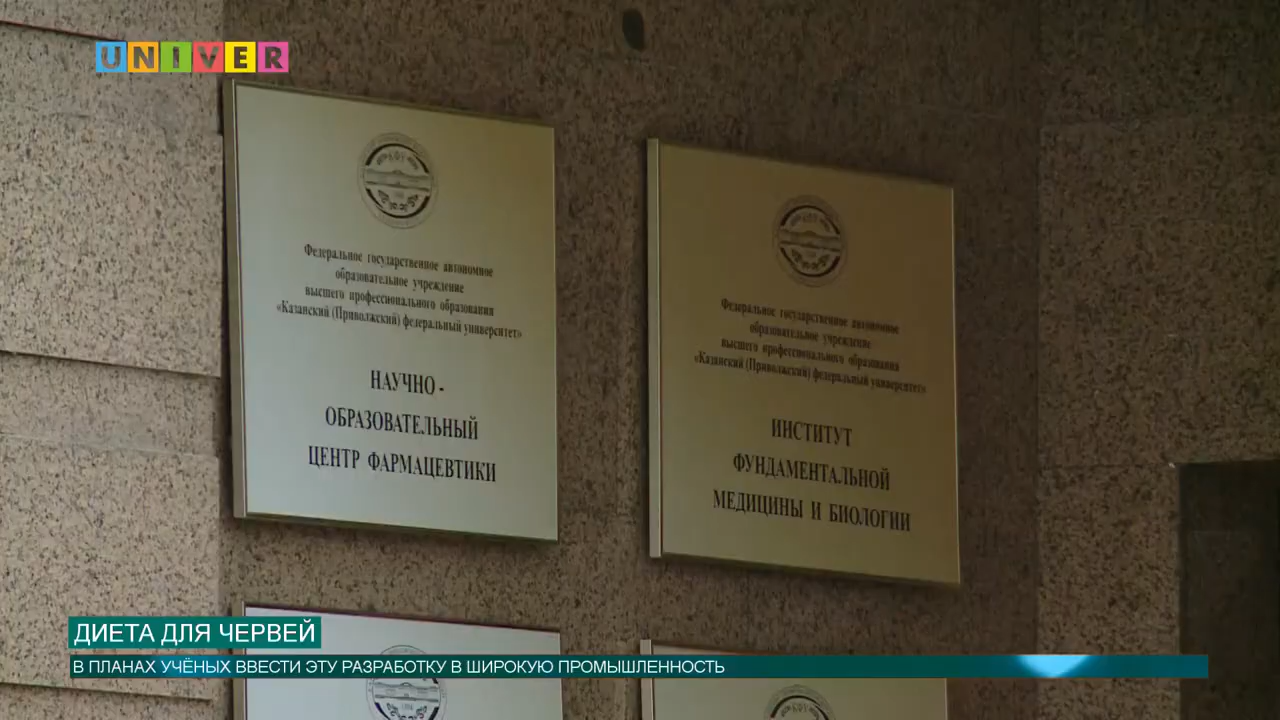 UNIVER
КФУ
Федеральное государственное автономное
образовательное учреждение
высшего профессионального образования
«Казанский (Приволжский) федеральный университет»
НАУЧНО -
ОБРАЗОВАТЕЛЬНЫЙ
ЦЕНТР ФАРМАЦЕВТИКИ
КФУ
Федеральное государственное автономное
образовательное учреждение
высшего профессионального образования
«Казанский (Приволжский) федеральный университет»
ИНСТИТУТ
ФУНДАМЕНТАЛЬНОЙ
МЕДИЦИНЫ И БИОЛОГИИ
ДИЕТА ДЛЯ ЧЕРВЕЙ
В ПЛАНАХ УЧЁНЫХ ВВЕСТИ ЭТУ РАЗРАБОТКУ В ШИРОКУЮ ПРОМЫШЛЕННОСТЬ